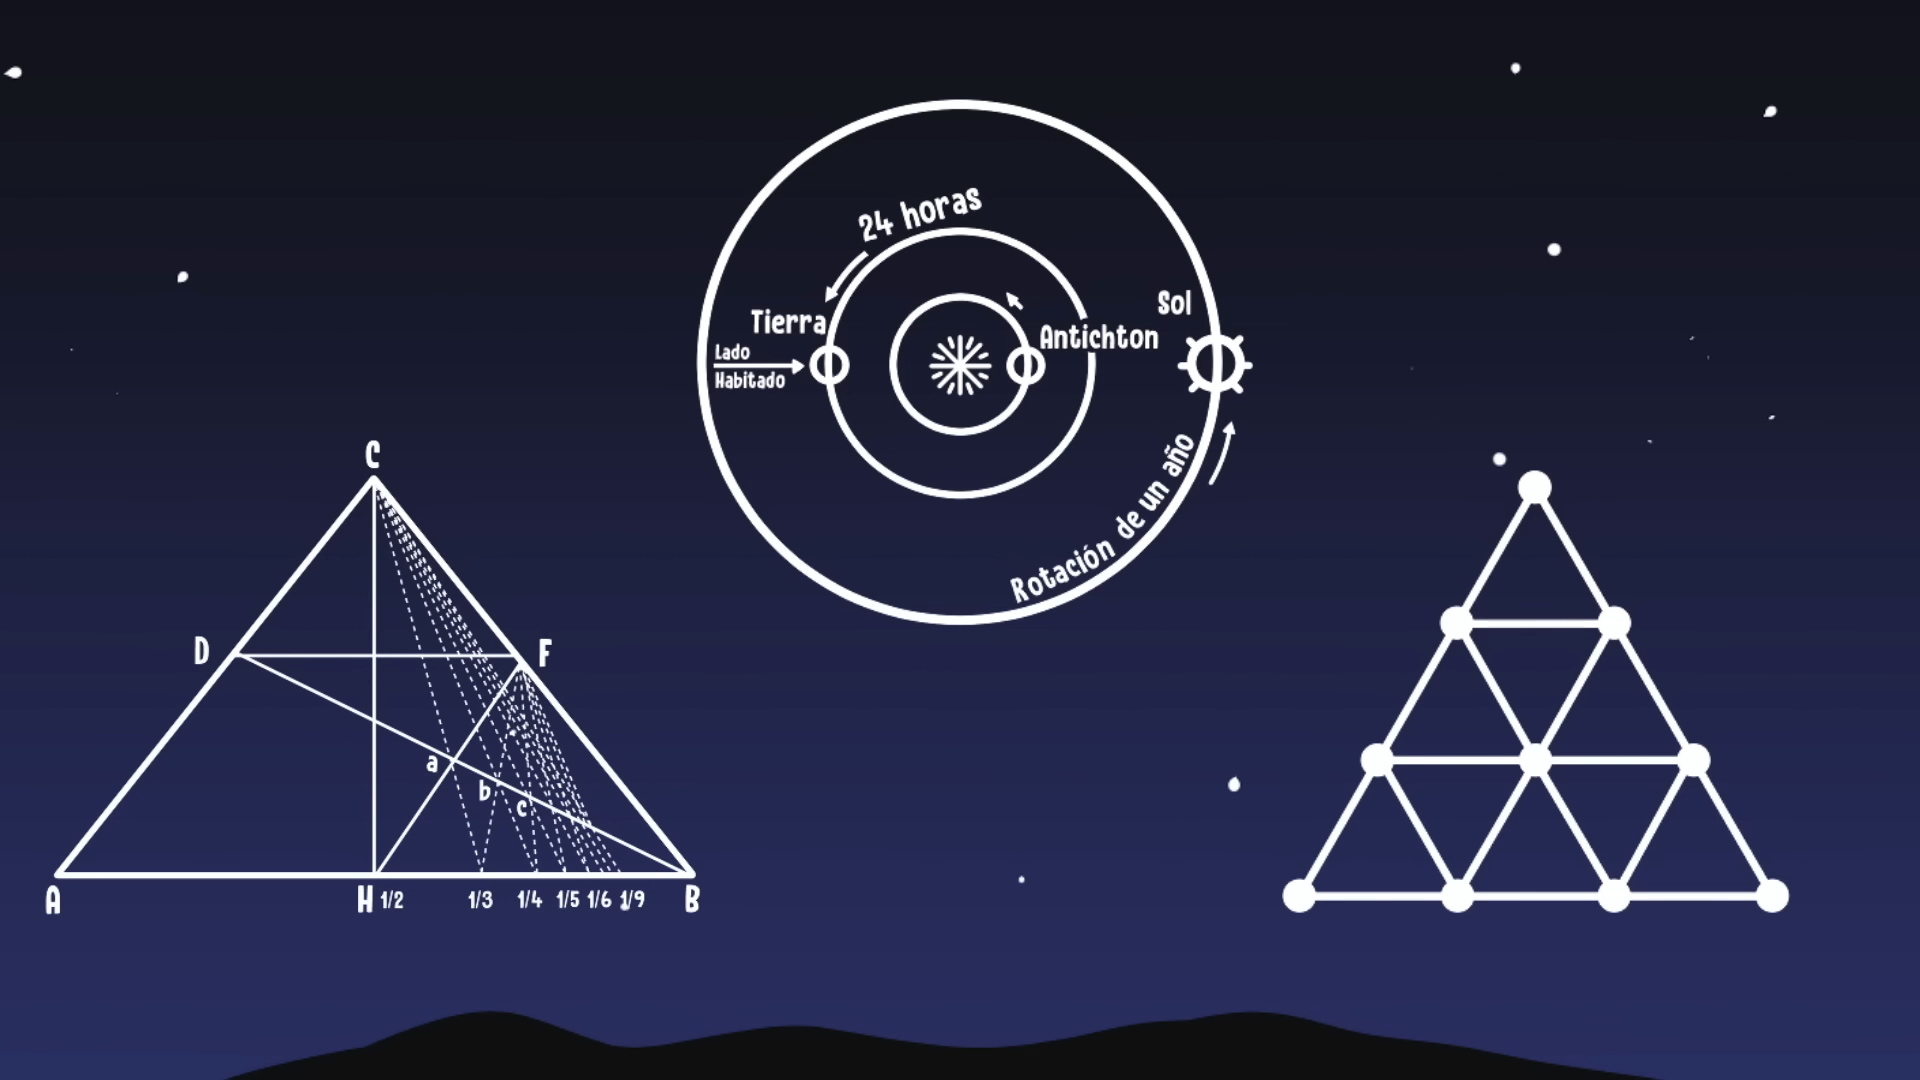 24 horas
Sol
Tierra
Antichton
Lado
Habitado
Rotación de un año
C
D
F
a
b
c
A
H 1/2 1/3 1/4 1/5 1/6 1/9
B